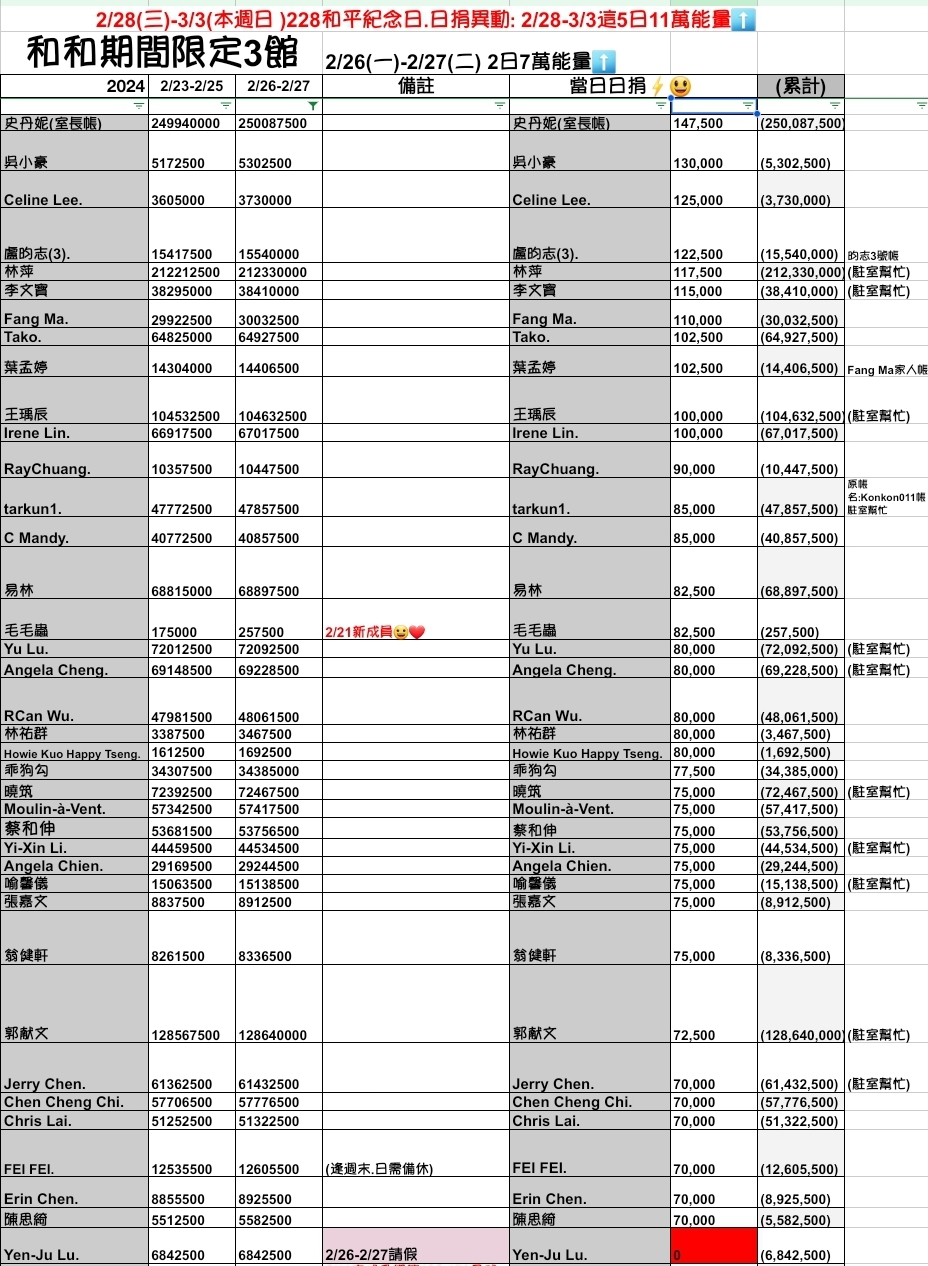 2/28(三)-3/3(本週日 )228和平紀念日.日捐異動: 2/28-3/3這5日11萬能量⬆️
和和期間限定3館 2/26(一)-2/27(二) 2日7萬能量⬆️
2024 2/23-2/25 2/26-2/27 備註 當日日捐⚡😃 (累計)
史丹妮(室長帳) 249940000 250087500 史丹妮(室長帳) 147,500 (250,087,500)
吳小豪 5172500 5302500 吳小豪 130,000 (5,302,500)
Celine Lee. 3605000 3730000 Celine Lee. 125,000 (3,730,000)
盧昀志(3). 15417500 15540000 盧昀志(3). 122,500 (15,540,000) 昀志3號帳
林萍 212212500 212330000 林萍 117,500 (212,330,000) (駐室幫忙)
李文寶 38295000 38410000 李文寶 115,000 (38,410,000) (駐室幫忙)
Fang Ma. 29922500 30032500 Fang Ma. 110,000 (30,032,500)
Tako. 64825000 64927500 Tako. 102,500 (64,927,500)
葉孟婷 14304000 14406500 葉孟婷 102,500 (14,406,500) Fang Ma家人帳
王瑀辰 104532500 104632500 王瑀辰 100,000 (104,632,500) (駐室幫忙)
Irene Lin. 66917500 67017500 Irene Lin. 100,000 (67,017,500)
RayChuang. 10357500 10447500 RayChuang. 90,000 (10,447,500)
原帳
名:Konkon011帳
tarkun1. 47772500 47857500 tarkun1. 85,000 (47,857,500) 駐室幫忙
C Mandy. 40772500 40857500 C Mandy. 85,000 (40,857,500)
易林 68815000 68897500 易林 82,500 (68,897,500)
毛毛蟲 175000 257500 2/21新成員😉❤️ 毛毛蟲 82,500 (257,500)
Yu Lu. 72012500 72092500 Yu Lu. 80,000 (72,092,500) (駐室幫忙)
Angela Cheng. 69148500 69228500 Angela Cheng. 80,000 (69,228,500) (駐室幫忙)
RCan Wu. 47981500 48061500 RCan Wu. 80,000 (48,061,500)
林祐群 3387500 3467500 林祐群 80,000 (3,467,500)
Howie Kuo Happy Tseng. 1612500 1692500 Howie Kuo Happy Tseng. 80,000 (1,692,500)
乖狗勾 34307500 34385000 乖狗勾 77,500 (34,385,000)
曉筑 72392500 72467500 曉筑 75,000 (72,467,500) (駐室幫忙)
Moulin-à-Vent. 57342500 57417500 Moulin-à-Vent. 75,000 (57,417,500)
蔡和伸 53681500 53756500 蔡和伸 75,000 (53,756,500)
Yi-Xin Li. 44459500 44534500 Yi-Xin Li. 75,000 (44,534,500) (駐室幫忙)
Angela Chien. 29169500 29244500 Angela Chien. 75,000 (29,244,500)
喻馨儀 15063500 15138500 喻馨儀 75,000 (15,138,500) (駐室幫忙)
張嘉文 8837500 8912500 張嘉文 75,000 (8,912,500)
翁健軒 8261500 8336500 翁健軒 75,000 (8,336,500)
郭献文 128567500 128640000 郭献文 72,500 (128,640,000) (駐室幫忙)
Jerry Chen. 61362500 61432500 Jerry Chen. 70,000 (61,432,500) (駐室幫忙)
Chen Cheng Chi. 57706500 57776500 Chen Cheng Chi. 70,000 (57,776,500)
Chris Lai. 51252500 51322500 Chris Lai. 70,000 (51,322,500)
FEI FEI. 12535500 12605500 (逢週末.日需備休) FEI FEI. 70,000 (12,605,500)
Erin Chen. 8855500 8925500 Erin Chen. 70,000 (8,925,500)
陳思綺 5512500 5582500 陳思綺 70,000 (5,582,500)
Yen-Ju Lu. 6842500 6842500 2/26-2/27請假 Yen-Ju Lu. 0 (6,842,500)